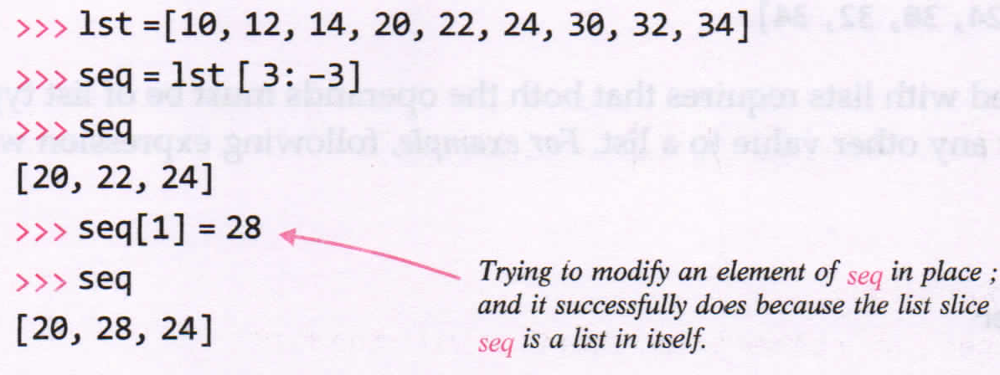 >>> lst =[10, 12, 14, 20, 22, 24, 30, 32, 34]
>>> seq = lst [ 3: -3]
>>> seq
[20, 22, 24]
>>> seq[1] = 28
>>> seq
[20, 28, 24]
Trying to modify an element of seq in place ;
and it successfully does because the list slice
seq is a list in itself.